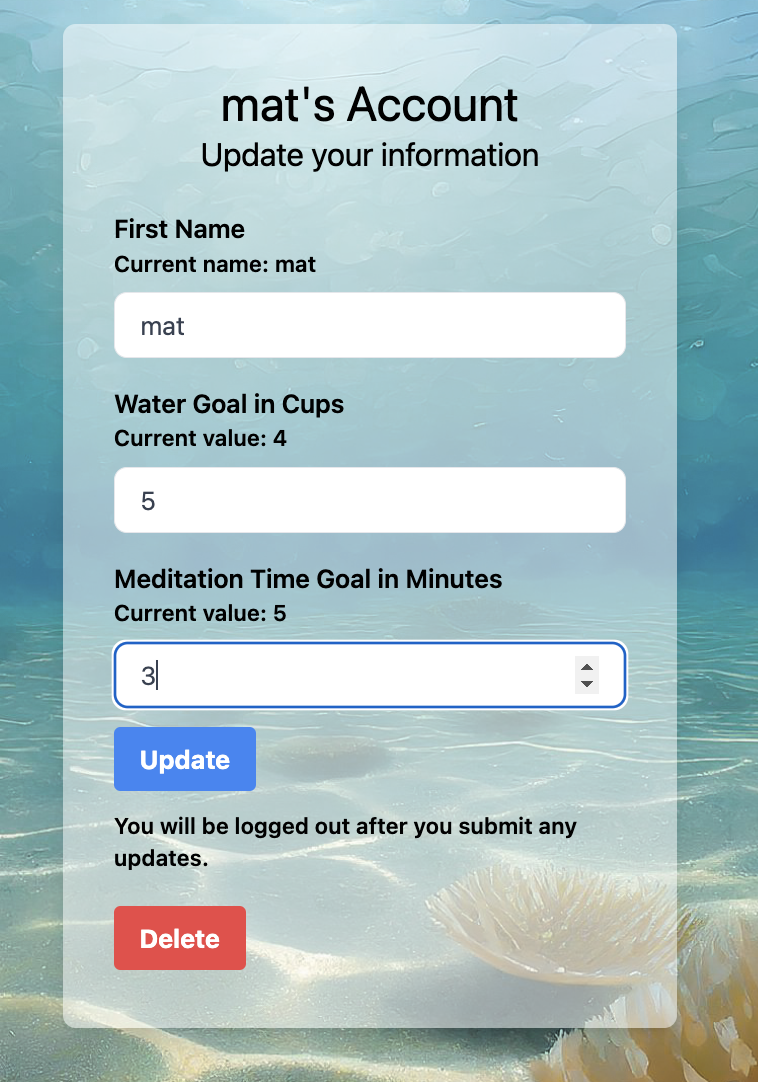 mat's Account
Update your information
First Name
Current name: mat
mat
Water Goal in Cups
Current value: 4
5
Meditation Time Goal in Minutes
Current value: 5
3
Update
You will be logged out after you submit any
updates.
Delete